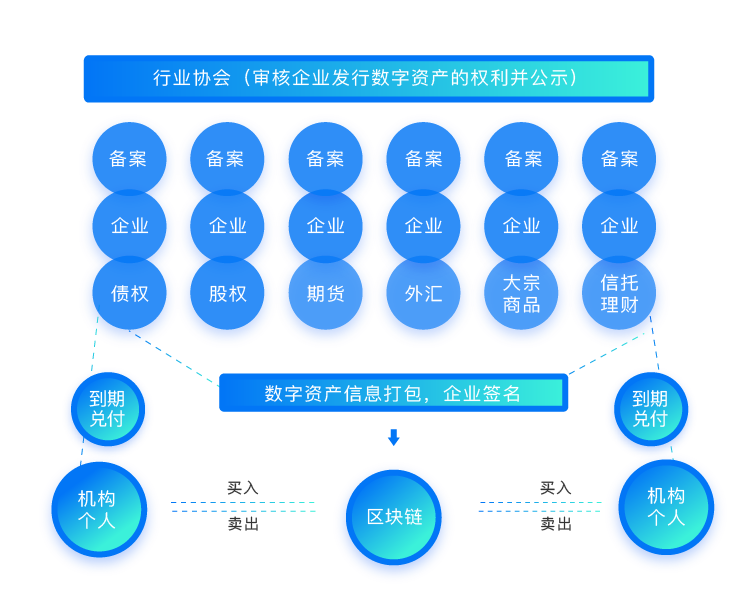 行业协会（审核企业发行数字资产的权利并公示）
备案 备案 备案 备案 备案 备案
企业 企业 企业 企业 企业 企业
债权 股权 期货 外汇 大宗 信托
商品 理财
数字资产信息打包，企业签名
到期 到期
兑付 兑付
机构 买入 区块链 买入 机构
个人 卖出 卖出 个人